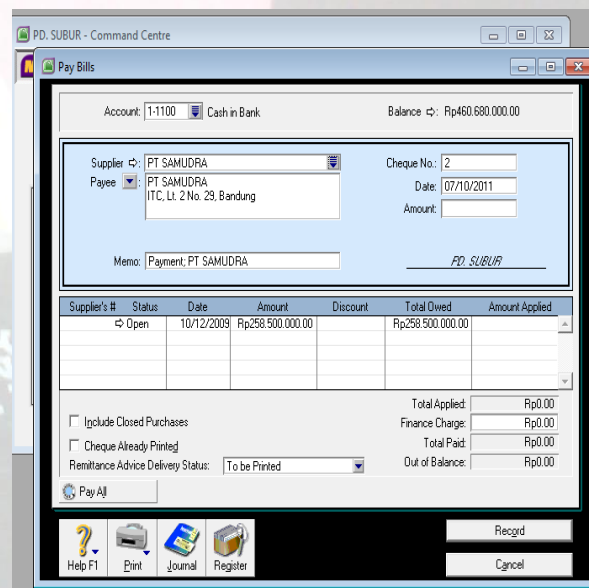 PD. SUBUR - Command Centre
Pay Bills
Account: 1-1100 Cash in Bank Balance ⇨: Rp460.680.000.00
Supplier ⇨: PT SAMUDRA Cheque No.: 2
Payee : PT SAMUDRA Date: 07/10/2011
ITC, Lt. 2 No. 29, Bandung
Amount:
Memo: Payment; PT SAMUDRA PD. SUBUR
Supplier's # Status Date Amount Discount Total Owed Amount Applied
⇨ Open 10/12/2009 Rp258.500.000.00 Rp258.500.000.00
Total Applied: Rp0.00
Include Closed Purchases Finance Charge: Rp0.00
Cheque Already Printed Total Paid: Rp0.00
Remittance Advice Delivery Status: To be Printed Out of Balance: Rp0.00
Pay All
Help F1 Print Journal Register
Record
Cancel